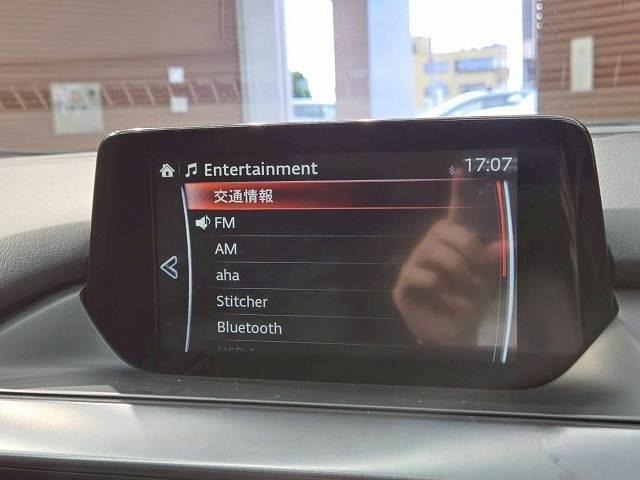 Entertainment 17:07
交通情報
FM
AM
aha
Stitcher
Bluetooth